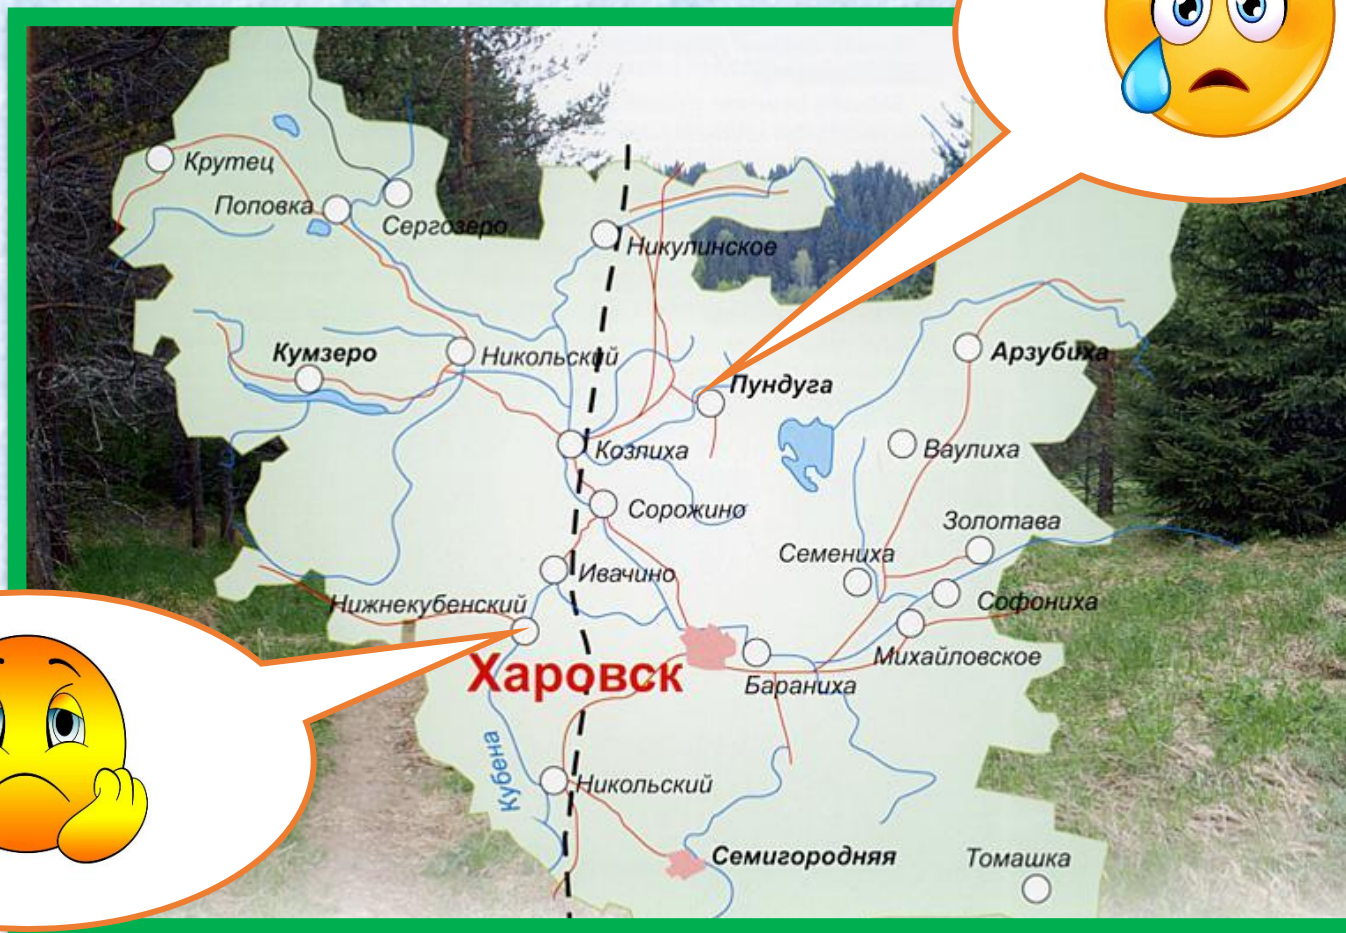 Крутец
Поповка
Сергозеро
Никулинское
Кумзеро
Никольский
Арзубиха
Пундуга
Козлиха
Ваулиха
Сорожино
Золотава
Семениха
Ивачино
Софониха
Нижнекубенский
Михайловское
Харовск
Бараниха
Кубена
Никольский
Семигородняя
Томашка